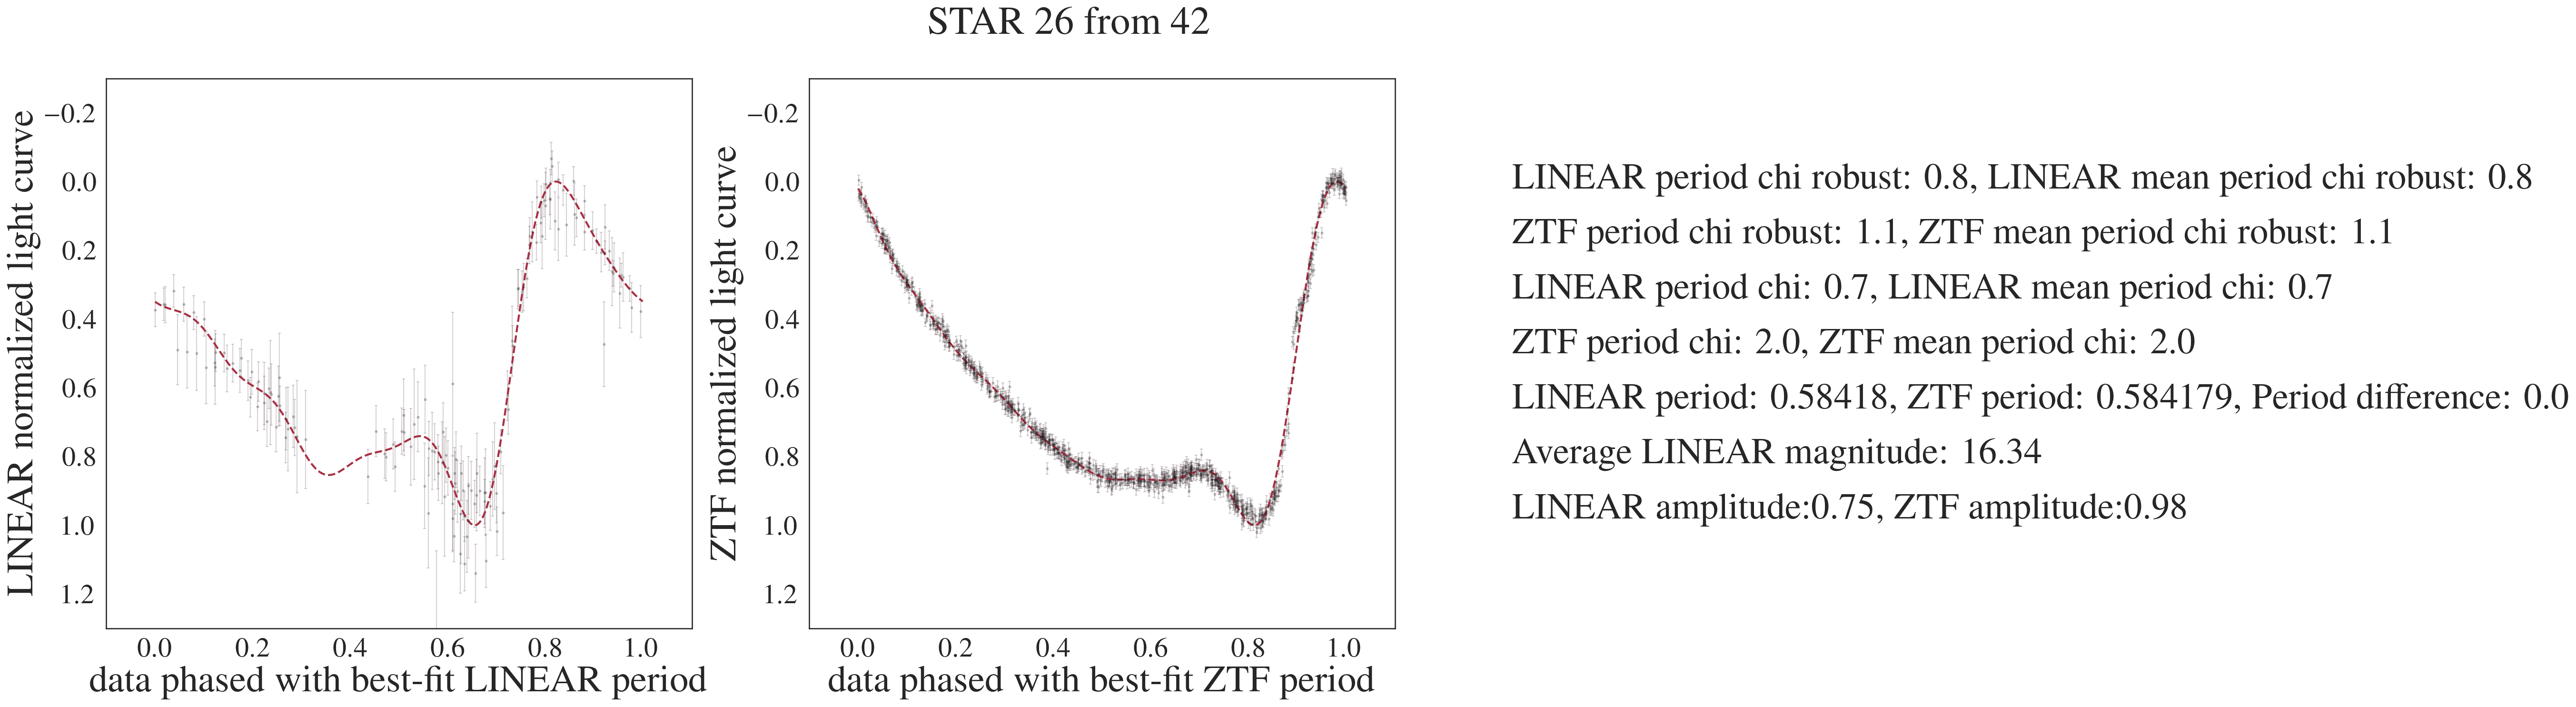 STAR 26 from 42
LINEAR normalized light curve
−0.2
0.0
0.2
0.4
0.6
0.8
1.0
1.2
0.0 0.2 0.4 0.6 0.8 1.0
data phased with best-fit LINEAR period
ZTF normalized light curve
−0.2
0.0
0.2
0.4
0.6
0.8
1.0
1.2
0.0 0.2 0.4 0.6 0.8 1.0
data phased with best-fit ZTF period
LINEAR period chi robust: 0.8, LINEAR mean period chi robust: 0.8
ZTF period chi robust: 1.1, ZTF mean period chi robust: 1.1
LINEAR period chi: 0.7, LINEAR mean period chi: 0.7
ZTF period chi: 2.0, ZTF mean period chi: 2.0
LINEAR period: 0.58418, ZTF period: 0.584179, Period difference: 0.0
Average LINEAR magnitude: 16.34
LINEAR amplitude:0.75, ZTF amplitude:0.98